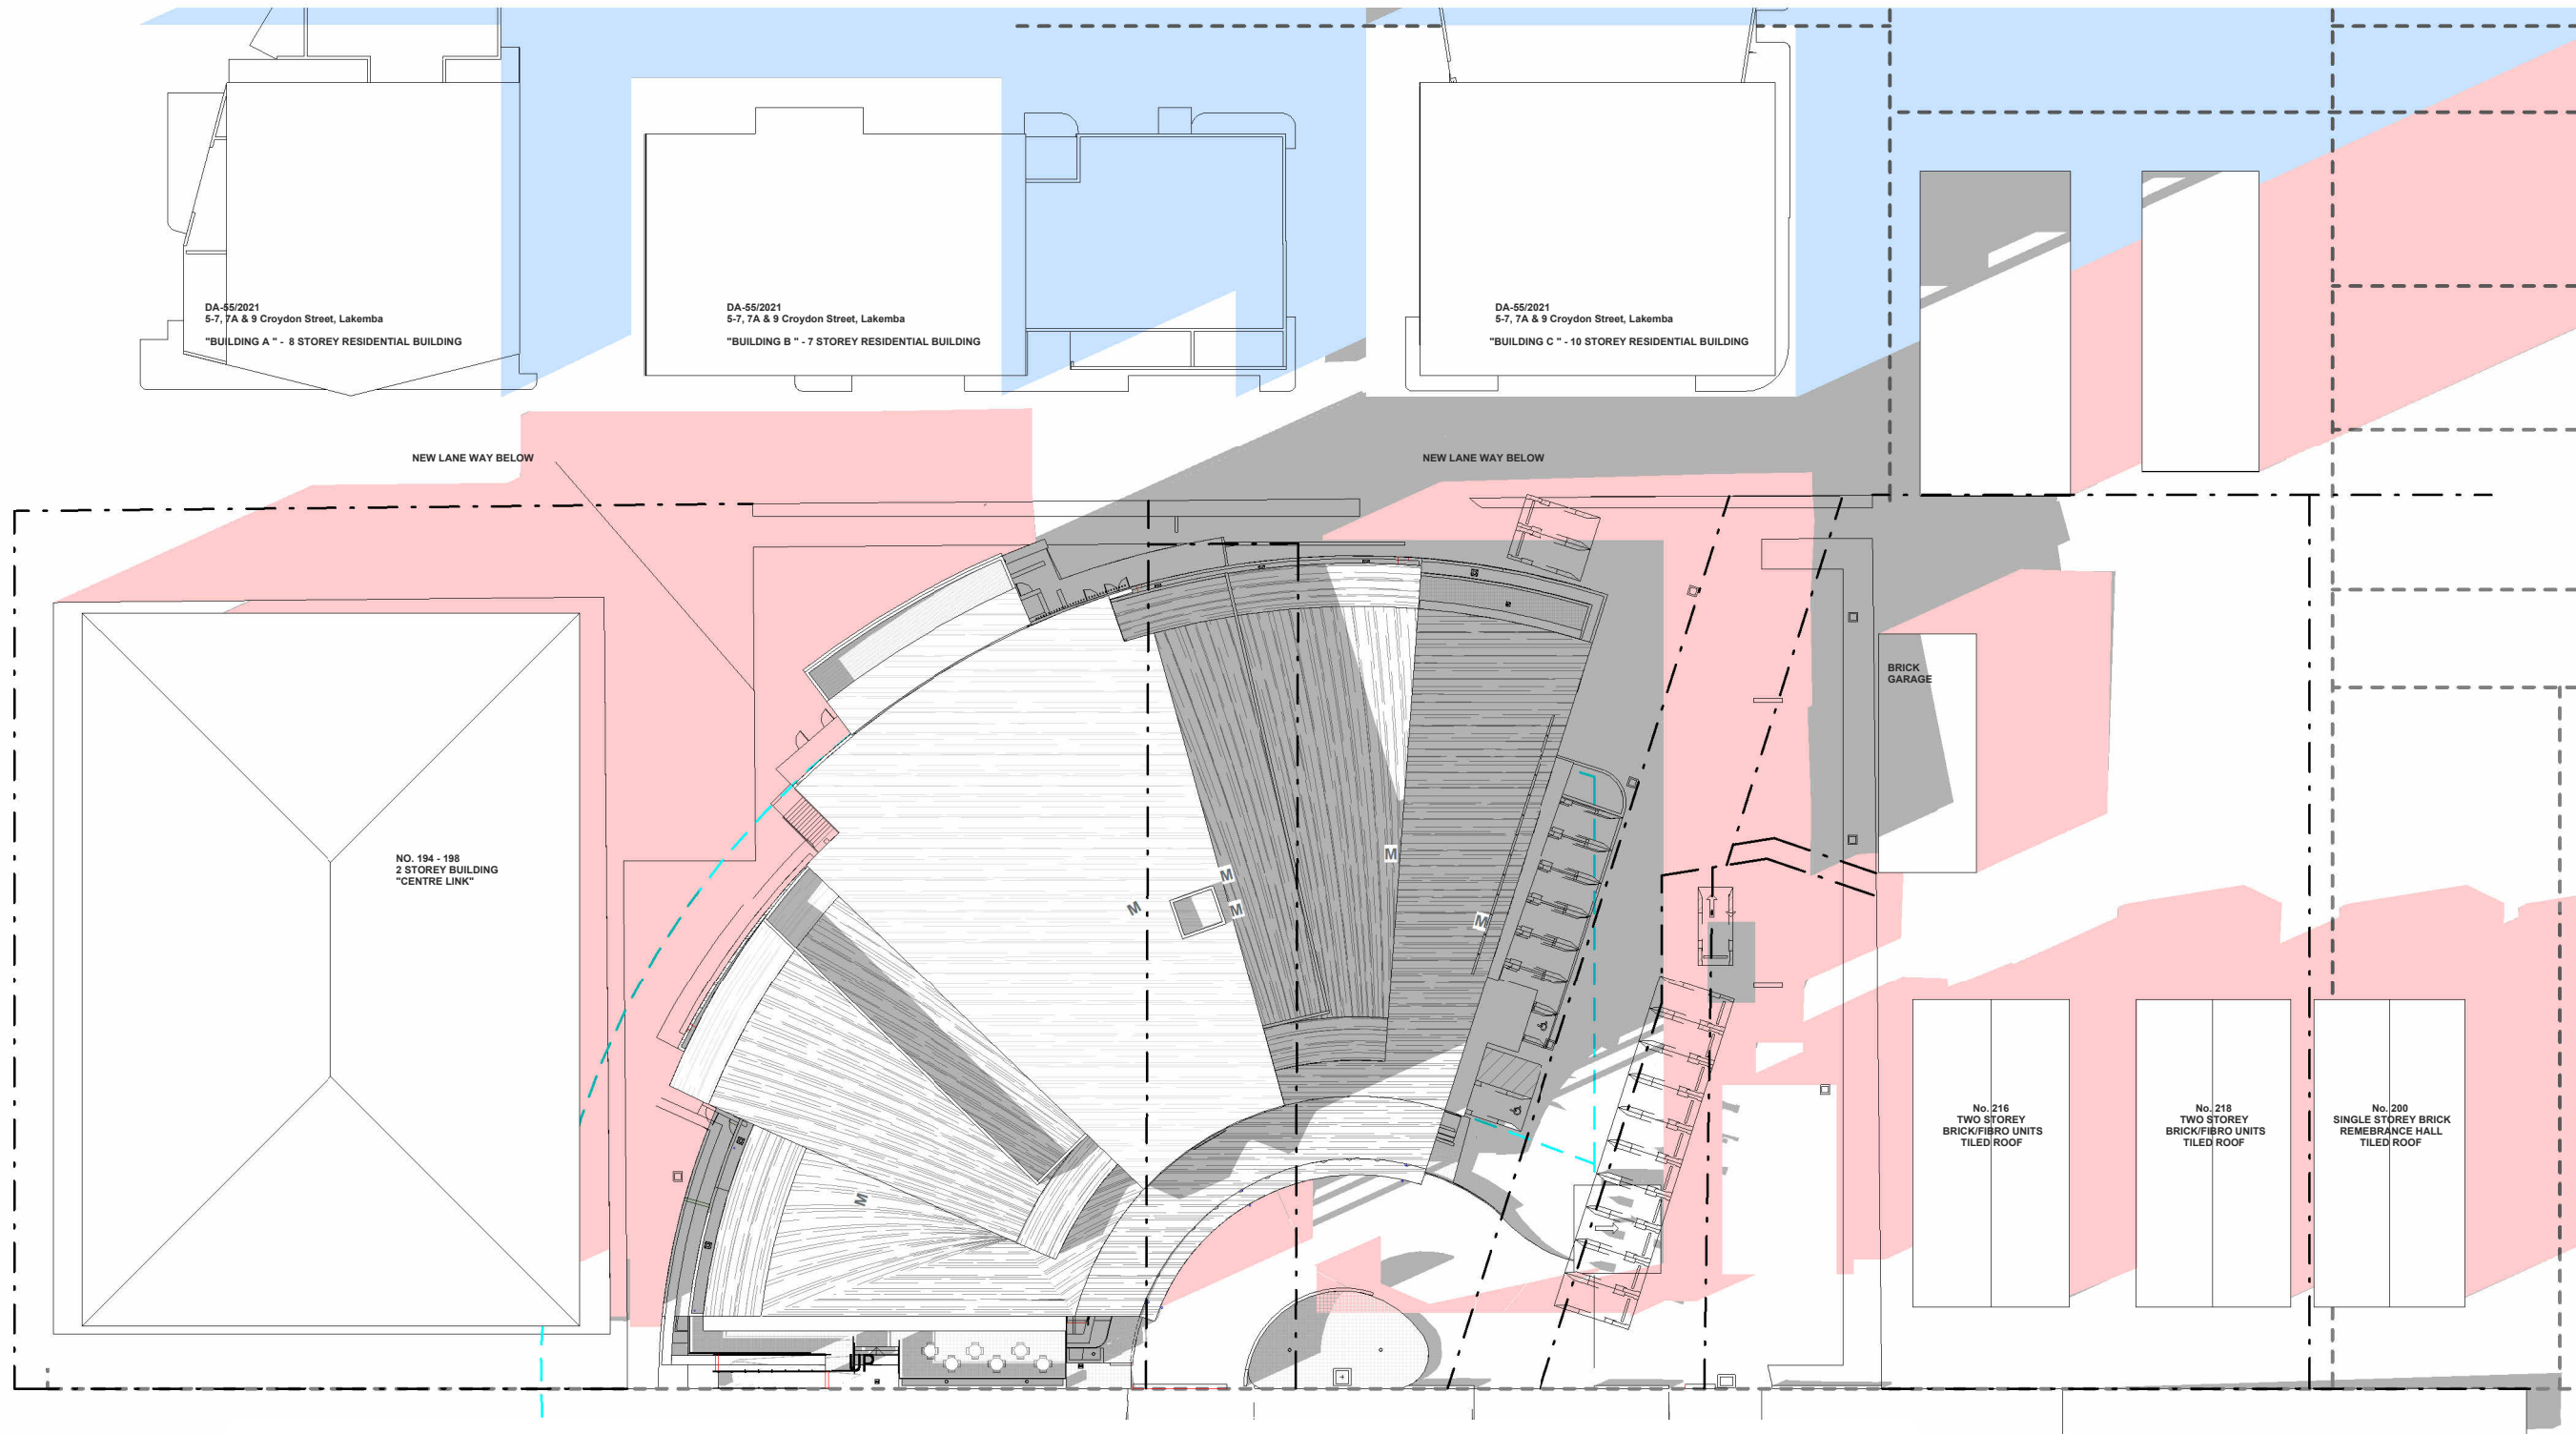 DA-55/2021
5-7, 7A & 9 Croydon Street, Lakemba
"BUILDING A " - 8 STOREY RESIDENTIAL BUILDING
DA-55/2021
5-7, 7A & 9 Croydon Street, Lakemba
"BUILDING B " - 7 STOREY RESIDENTIAL BUILDING
DA-55/2021
5-7, 7A & 9 Croydon Street, Lakemba
"BUILDING C " - 10 STOREY RESIDENTIAL BUILDING
NEW LANE WAY BELOW
NEW LANE WAY BELOW
BRICK
GARAGE
NO. 194 - 198
2 STOREY BUILDING
"CENTRE LINK"
M
M
M
M
M
M
No. 216
TWO STOREY
BRICK/FIBRO UNITS
TILED ROOF
No. 218
TWO STOREY
BRICK/FIBRO UNITS
TILED ROOF
No. 200
SINGLE STOREY BRICK
REMEBRANCE HALL
TILED ROOF
UP